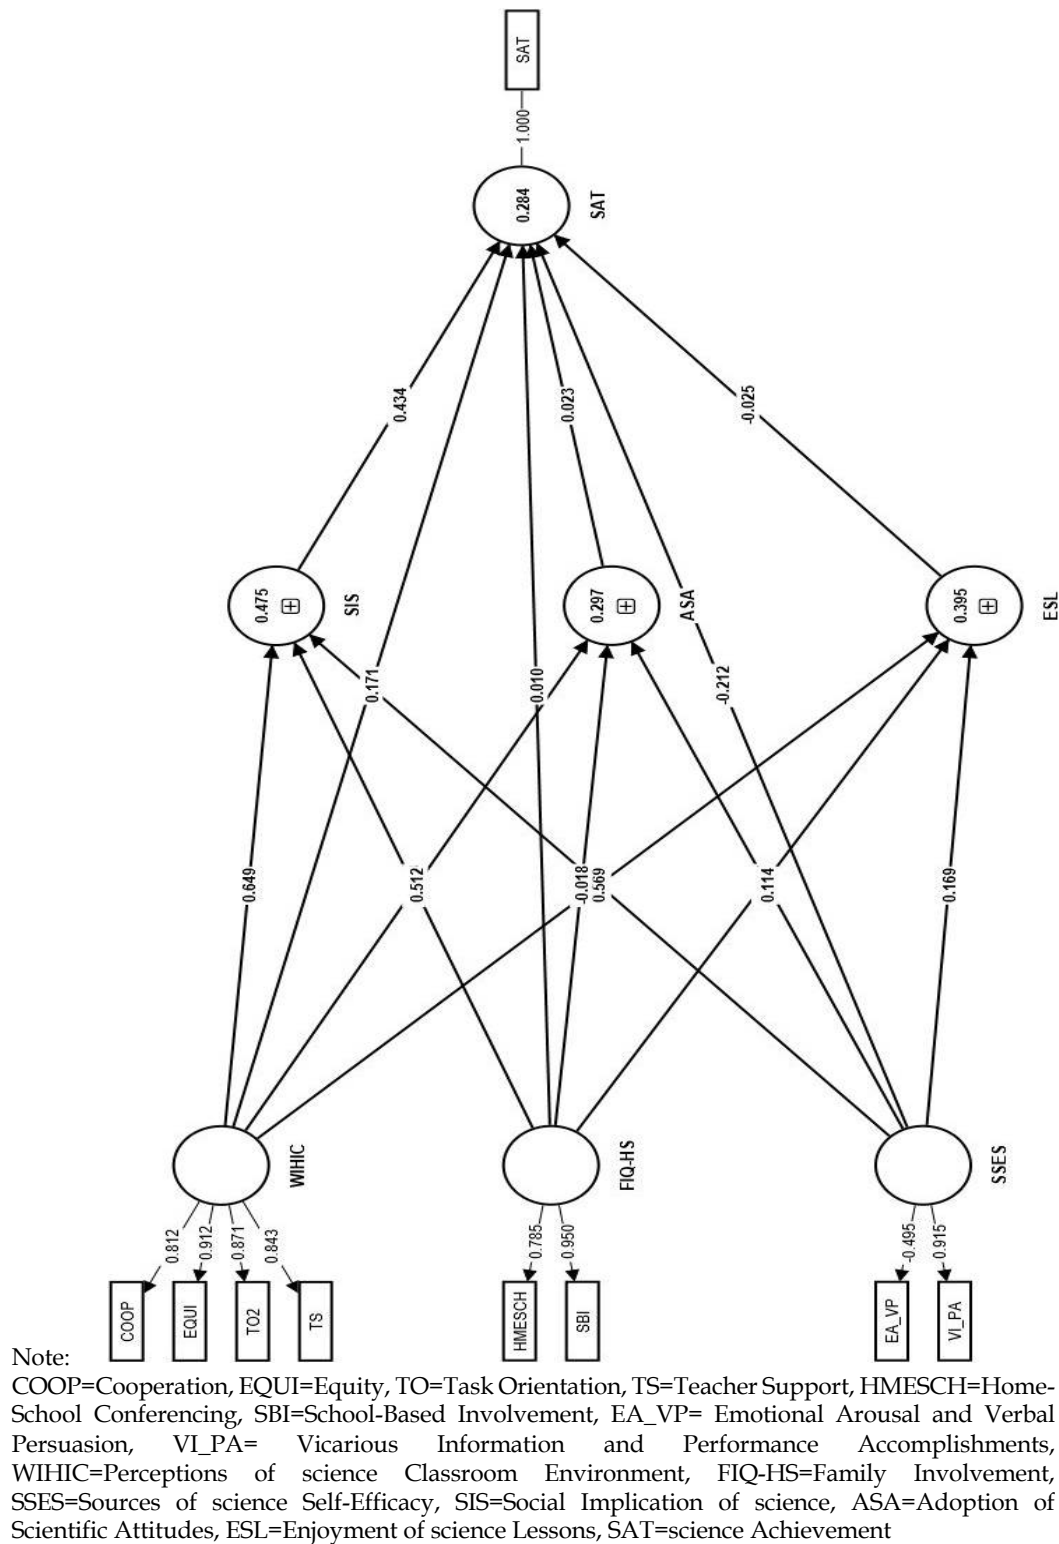 SAT
1.000
0.284
SAT
0.434
0.171
0.010
0.023
-0.212
-0.025
0.475
SIS
0.297
ASA
0.395
ESL
0.649
0.512
-0.018
0.569
0.114
0.169
WIHIC
FIQ-HS
SSES
0.812
0.912
0.871
0.843
0.785
0.950
-0.495
0.915
COOP
EQUI
TO2
TS
HMESCH
SBI
EA_VP
VI_PA
Note:
COOP=Cooperation, EQUI=Equity, TO=Task Orientation, TS=Teacher Support, HMESCH=Home-
School Conferencing, SBI=School-Based Involvement, EA_VP= Emotional Arousal and Verbal
Persuasion, VI_PA= Vicarious Information and Performance Accomplishments,
WIHIC=Perceptions of science Classroom Environment, FIQ-HS=Family Involvement,
SSES=Sources of science Self-Efficacy, SIS=Social Implication of science, ASA=Adoption of
Scientific Attitudes, ESL=Enjoyment of science Lessons, SAT=science Achievement